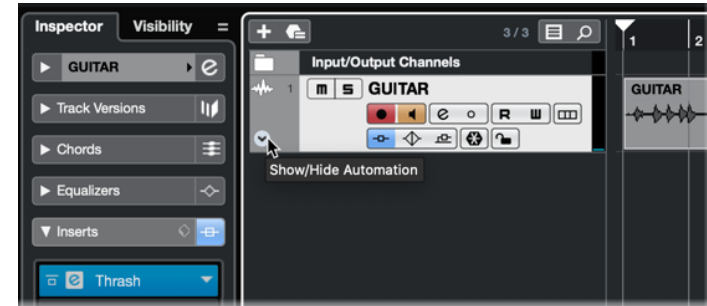 Inspector Visibility
GUITAR e
Track Versions
Chords
Equalizers
Inserts
e Thrash
3/3
Input/Output Channels
1 m S GUITAR
e R W
Show/Hide Automation
1 2
GUITAR